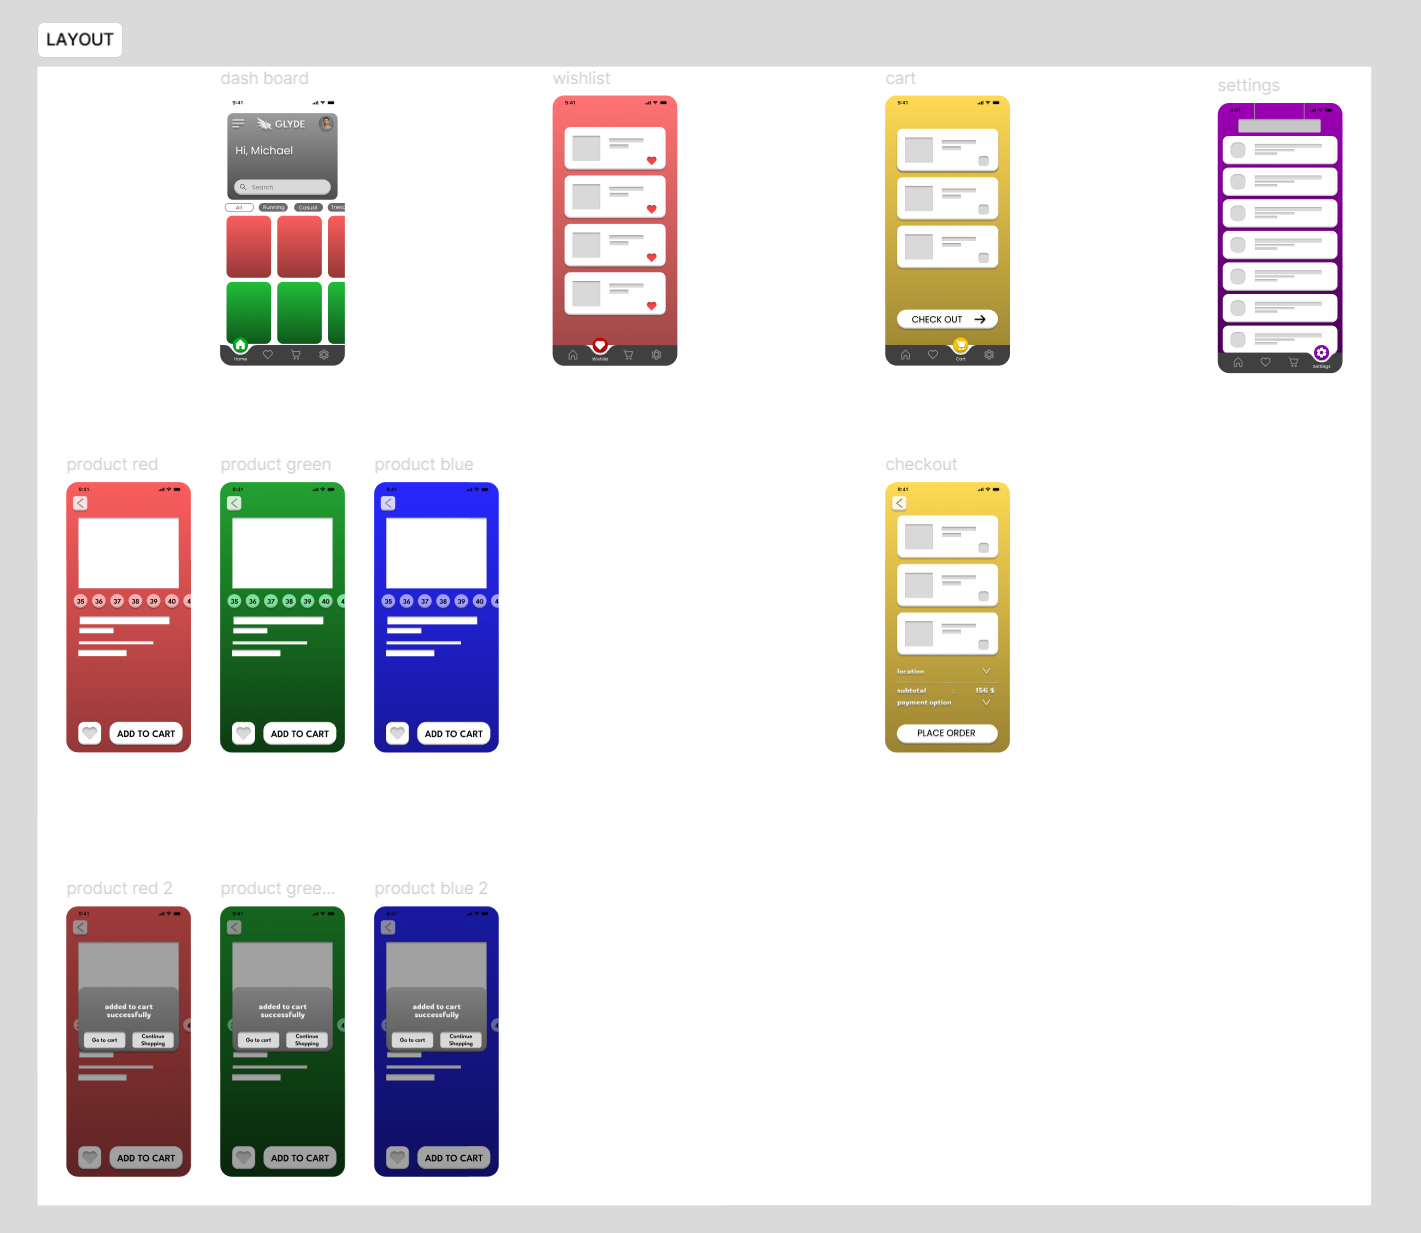 LAYOUT
dash board
wishlist
cart
settings
9:41
9:41
9:41
9:41
GLYDE
Hi, Michael
Search
All
Running
Casual
Trend
CHECK OUT
Home
Wishlist
Cart
Settings
product red
product green
product blue
checkout
9:41
9:41
9:41
9:41
35 36 37 38 39 40 4
35 36 37 38 39 40 4
35 36 37 38 39 40 4
location
subtotal : 156 $
payment option
ADD TO CART
ADD TO CART
ADD TO CART
PLACE ORDER
product red 2
product gree...
product blue 2
9:41
9:41
9:41
added to cart
successfully
Go to cart
Continue
Shopping
added to cart
successfully
Go to cart
Continue
Shopping
added to cart
successfully
Go to cart
Continue
Shopping
ADD TO CART
ADD TO CART
ADD TO CART